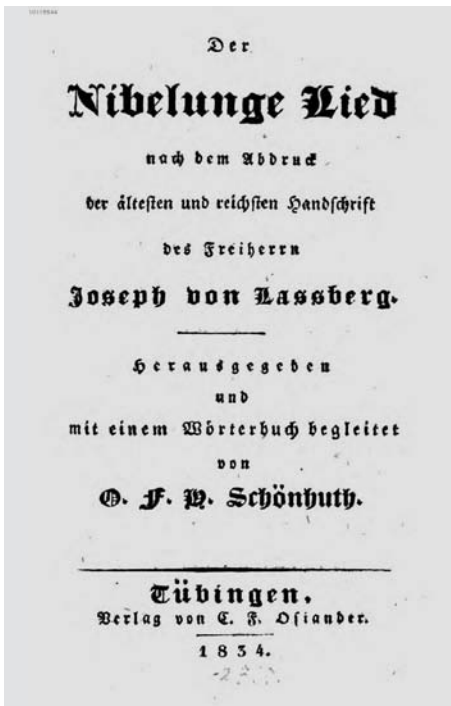 Der
Nibelunge Lied
nach dem Abdruck
der ältesten und reichsten Handschrift
des Freiherrn
Joseph von Lassberg.
Herausgegeben
und
mit einem Wörterbuch begleitet
von
O. F. H. Schönhuth.
Tübingen.
Verlag von C. F. Osiander.
1834.